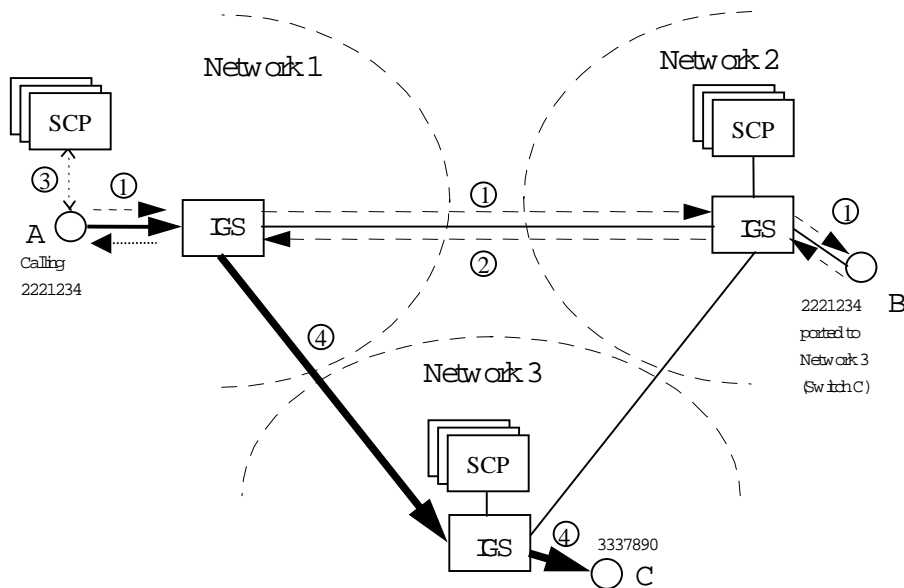 Network 1
Network 2
SCP
SCP
3
1
1
1
IGS
IGS
A
2
Calling
2221234
B
2221234
ported to
Network 3
(Switch C)
4
Network 3
SCP
IGS
4
3337890
C